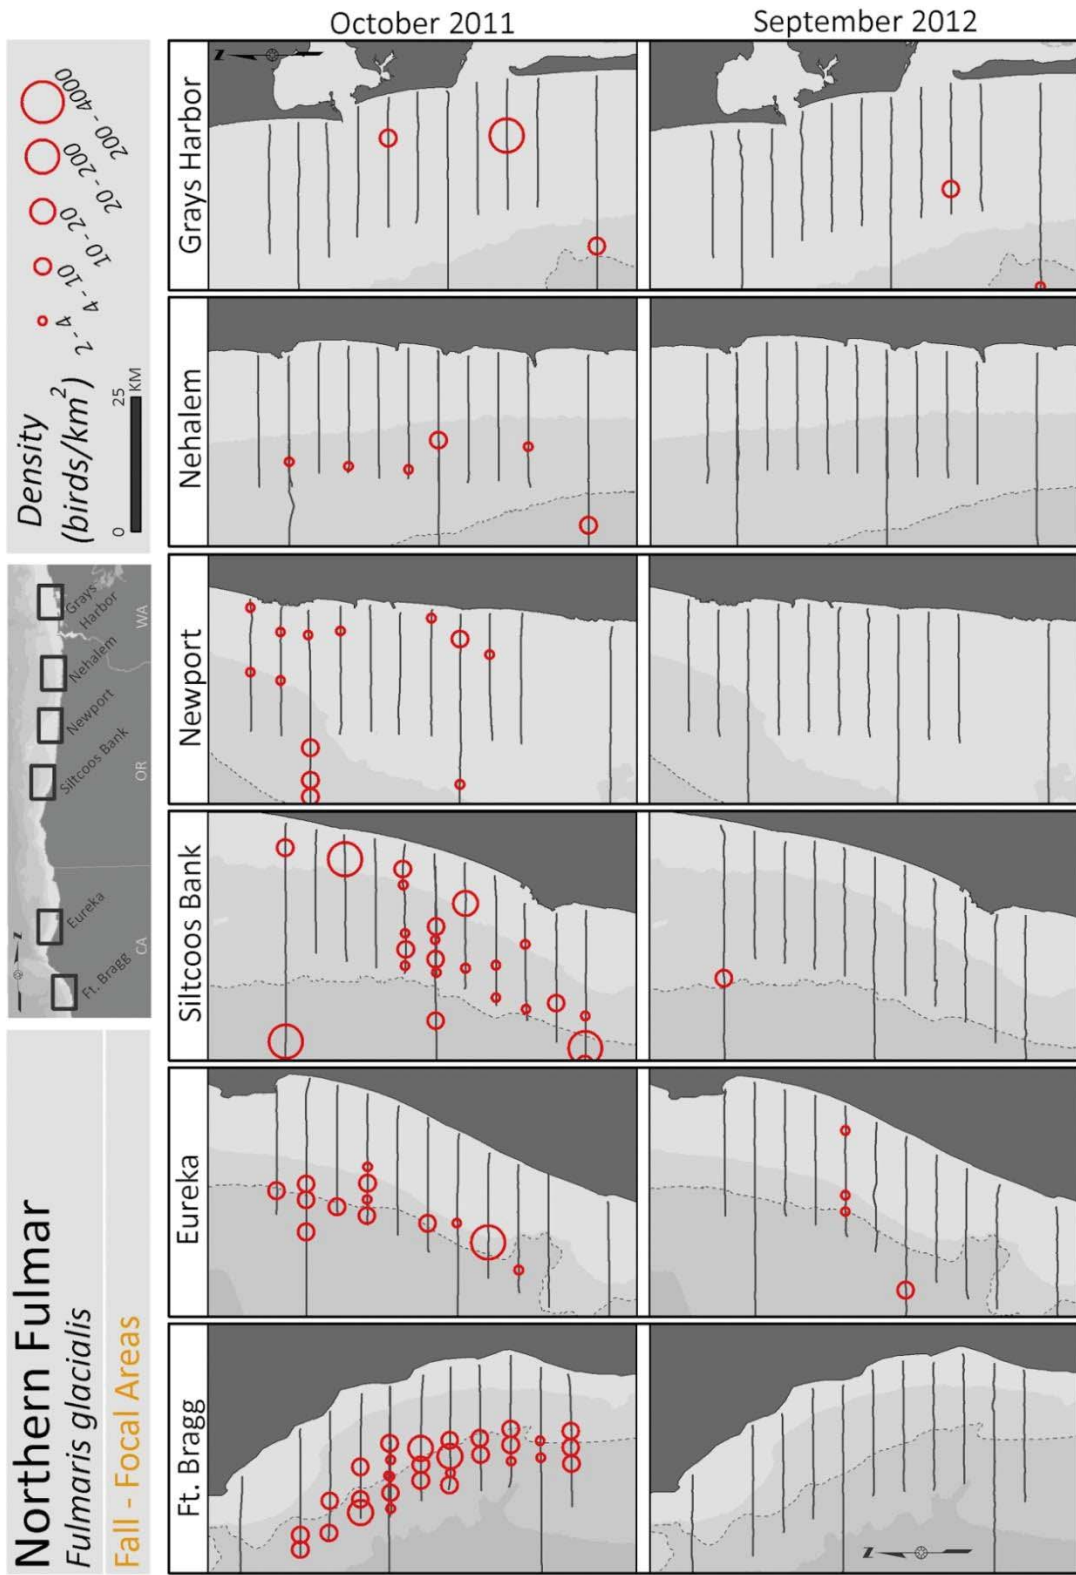 October 2011
September 2012
Northern Fulmar
Fulmaris glacialis
Fall - Focal Areas
Ft. Bragg
Eureka
Siltcoos Bank
Newport
Nehalem
Grays
Harbor
CA
OR
WA
N
Density
(birds/km²)
2 - 4
4 - 10
10 - 20
20 - 200
200 - 4000
0
25
KM
Grays Harbor
N
Nehalem
Newport
Siltcoos Bank
Eureka
Ft. Bragg
N